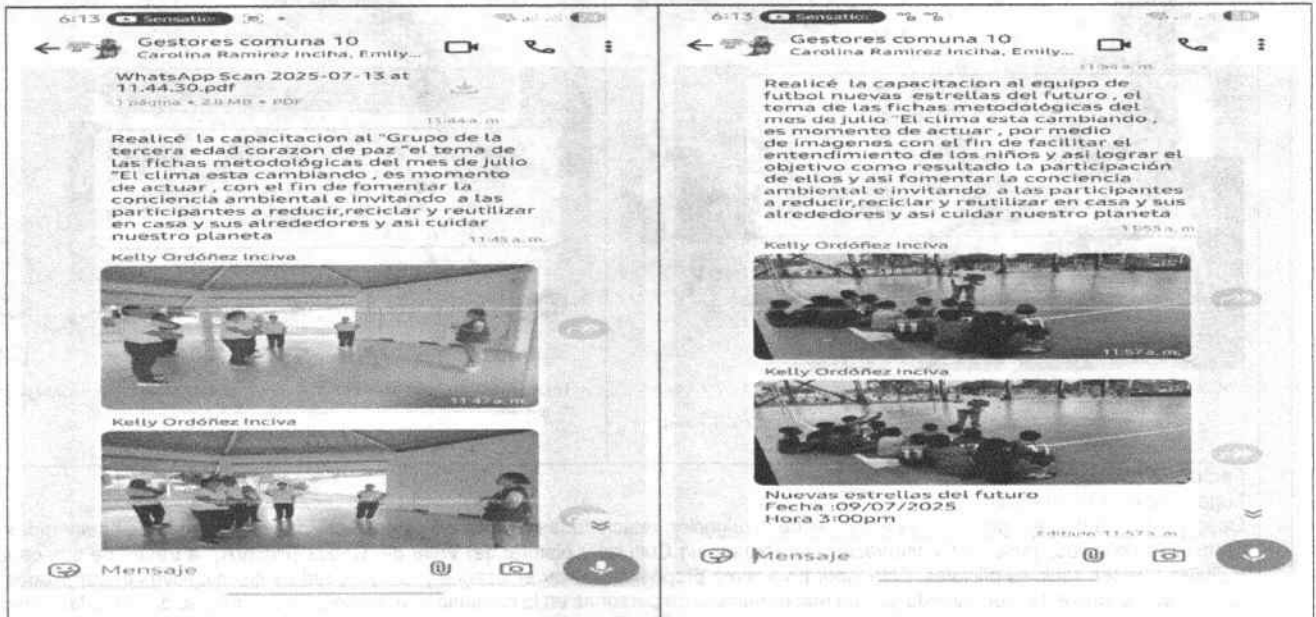 6:13 Sensatio
Gestores comuna 10
Carolina Ramirez Inciha, Emily...
WhatsApp Scan 2025-07-13 at
11.44.30.pdf
1 página • 2.8 MB • PDF
11:44 a. m.
Realicé la capacitacion al "Grupo de la
tercera edad corazon de paz "el tema de
las fichas metodológicas del mes de julio
"El clima esta cambiando , es momento
de actuar , con el fin de fomentar la
conciencia ambiental e invitando a las
participantes a reducir,reciclar y reutilizar
en casa y sus alrededores y asi cuidar
nuestro planeta
11:45 a. m.
Kelly Ordóñez Inciva
11:47 a. m.
Kelly Ordóñez Inciva
Mensaje
6:13 Sensatio
Gestores comuna 10
Carolina Ramirez Inciha, Emily...
11:54 a. m.
Realicé la capacitación al equipo de
futbol nuevas estrellas del futuro , el
tema de las fichas metodológicas del
mes de julio "El clima esta cambiando ,
es momento de actuar , por medio
de imagenes con el fin de facilitar el
entendimiento de los niños y asi lograr el
objetivo como resultado la participación
de ellos y asi fomentar la conciencia
ambiental e invitando a las participantes
a reducir,reciclar y reutilizar en casa y sus
alrededores y asi cuidar nuestro planeta
11:55 a. m.
Kelly Ordóñez Inciva
11:57 a. m.
Kelly Ordóñez Inciva
Nuevas estrellas del futuro
Fecha :09/07/2025
Hora 3:00pm
Editado 11:57 a. m.
Mensaje